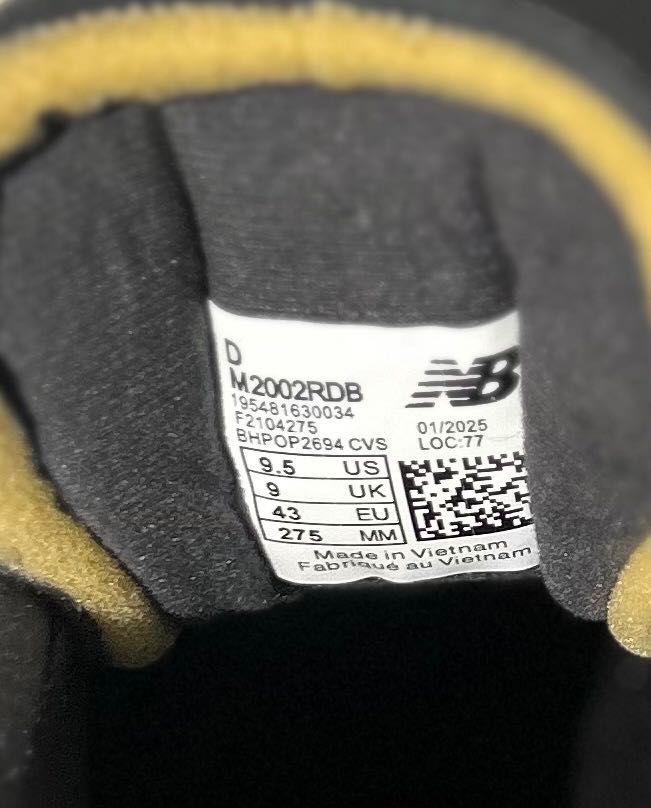 D
M2002RDB
195481630034
F2104275
BHPOP2694 CVS
NB
01/2025
LOC:77
9.5 US
9 UK
43 EU
275 MM
Made in Vietnam
Fabriqué au Vietnam